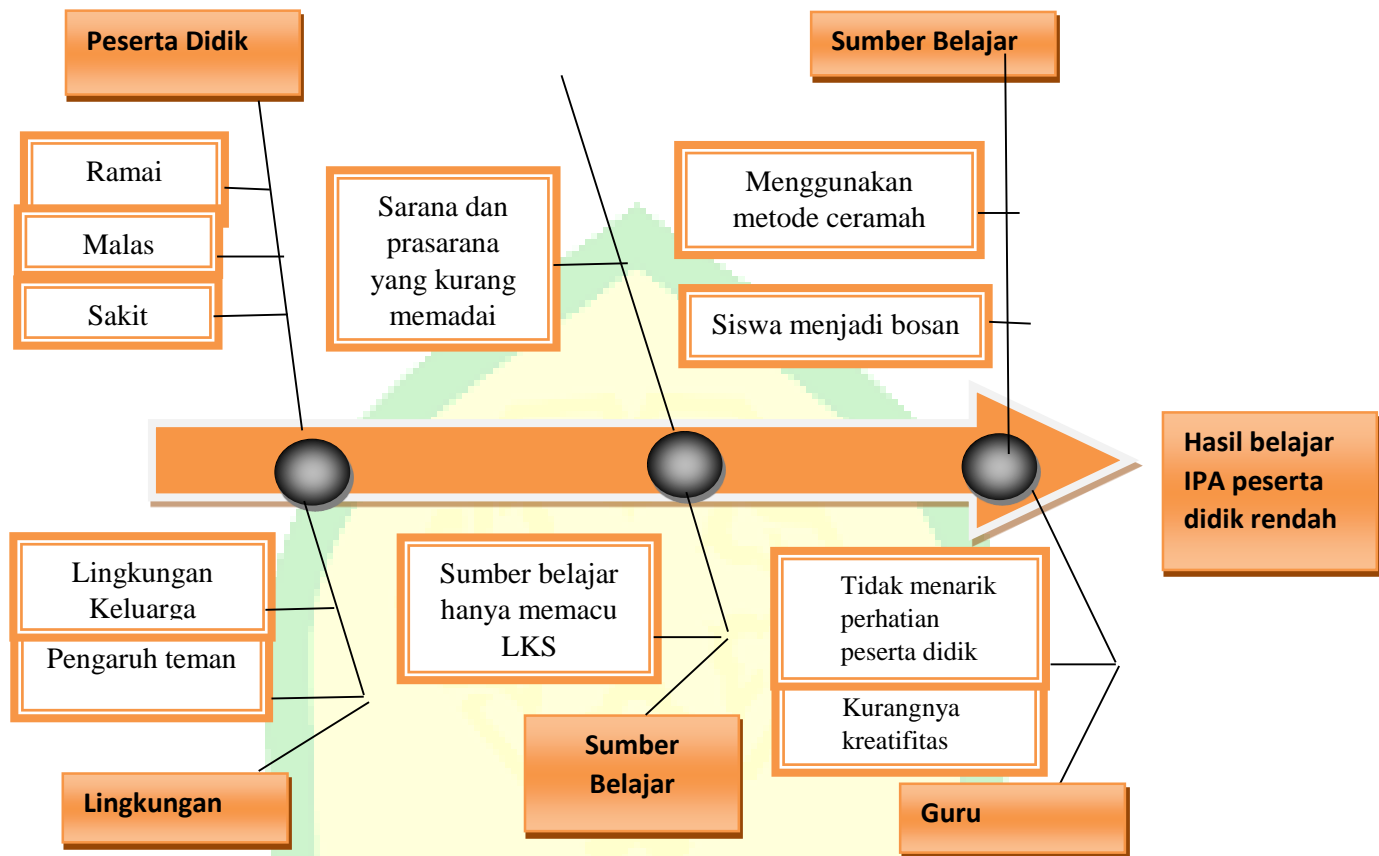 Peserta Didik
Sumber Belajar
Ramai
Malas
Sakit
Sarana dan
prasarana
yang kurang
memadai
Menggunakan
metode ceramah
Siswa menjadi bosan
Hasil belajar
IPA peserta
didik rendah
Lingkungan
Keluarga
Pengaruh teman
Sumber belajar
hanya memacu
LKS
Tidak menarik
perhatian
peserta didik
Kurangnya
kreatifitas
Lingkungan
Sumber
Belajar
Guru